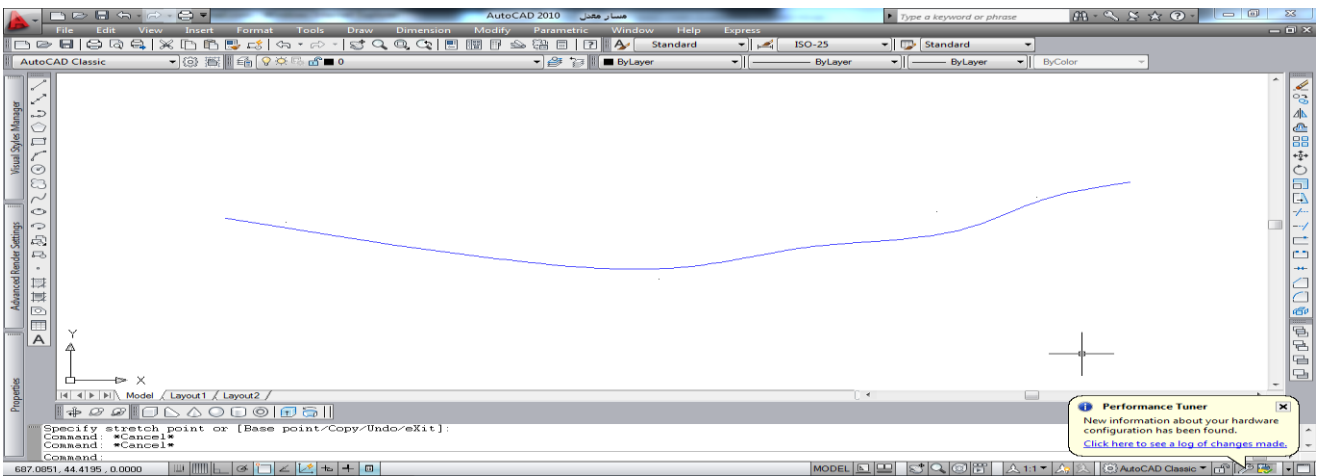 AutoCAD 2010 مسار معدل
Type a keyword or phrase
File Edit View Insert Format Tools Draw Dimension Modify Parametric Window Help Express
Standard ISO-25 Standard
AutoCAD Classic 0 ByLayer ByLayer ByLayer ByColor
Visual Styles Manager
Advanced Render Settings
Properties
A
Y
X
Model Layout1 Layout2
Performance Tuner
New information about your hardware
configuration has been found.
Click here to see a log of changes made.
Specify stretch point or [Base point/Copy/Undo/eXit]:
Command: *Cancel*
Command: *Cancel*
Command:
687.0851, 44.4195, 0.0000 MODEL 1:1 AutoCAD Classic